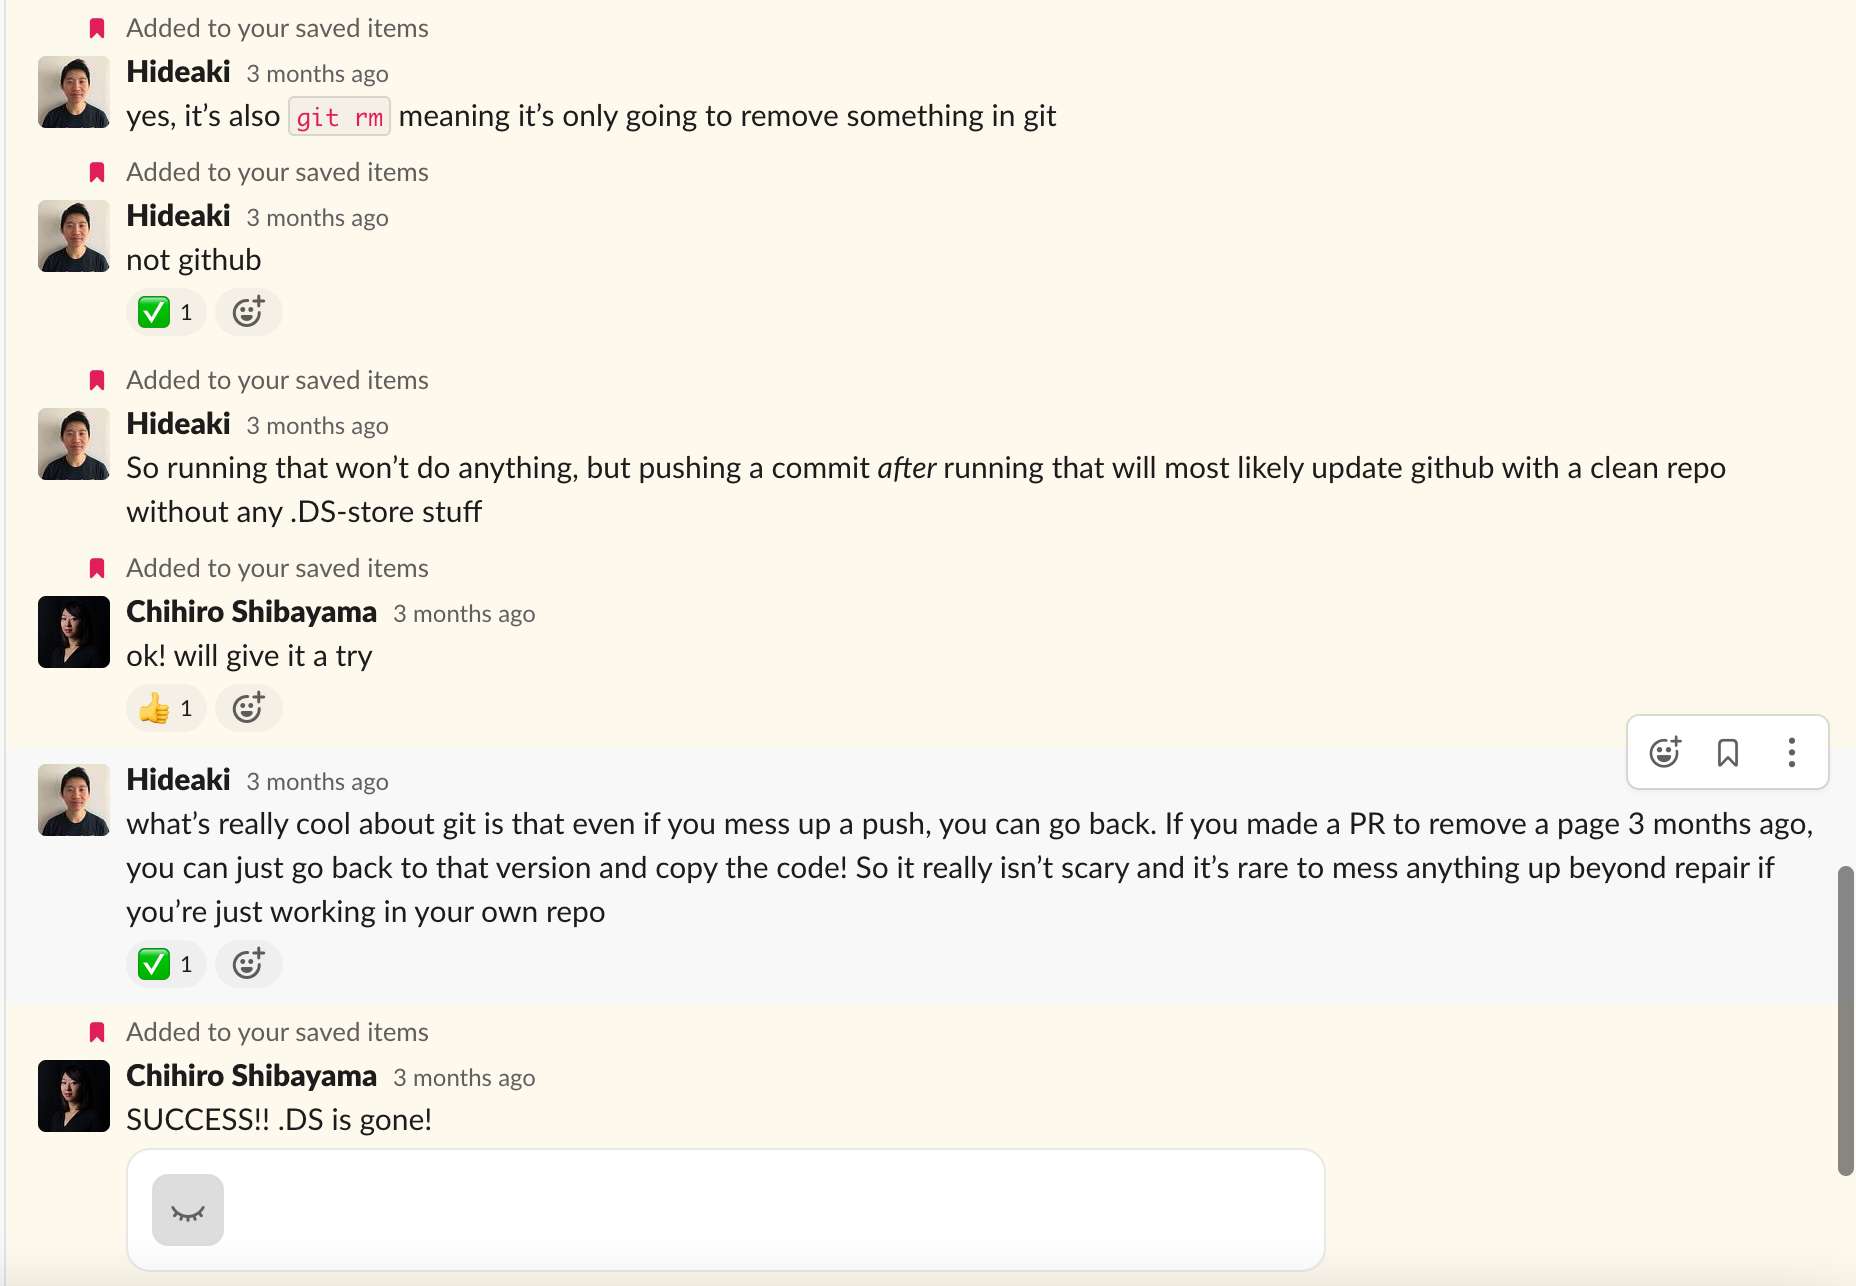 Added to your saved items
Hideaki 3 months ago
yes, it’s also git rm meaning it’s only going to remove something in git
Added to your saved items
Hideaki 3 months ago
not github
✅ 1
Added to your saved items
Hideaki 3 months ago
So running that won’t do anything, but pushing a commit after running that will most likely update github with a clean repo
without any .DS-store stuff
Added to your saved items
Chihiro Shibayama 3 months ago
ok! will give it a try
👍 1
Hideaki 3 months ago
what’s really cool about git is that even if you mess up a push, you can go back. If you made a PR to remove a page 3 months ago,
you can just go back to that version and copy the code! So it really isn’t scary and it’s rare to mess anything up beyond repair if
you’re just working in your own repo
✅ 1
Added to your saved items
Chihiro Shibayama 3 months ago
SUCCESS!! .DS is gone!